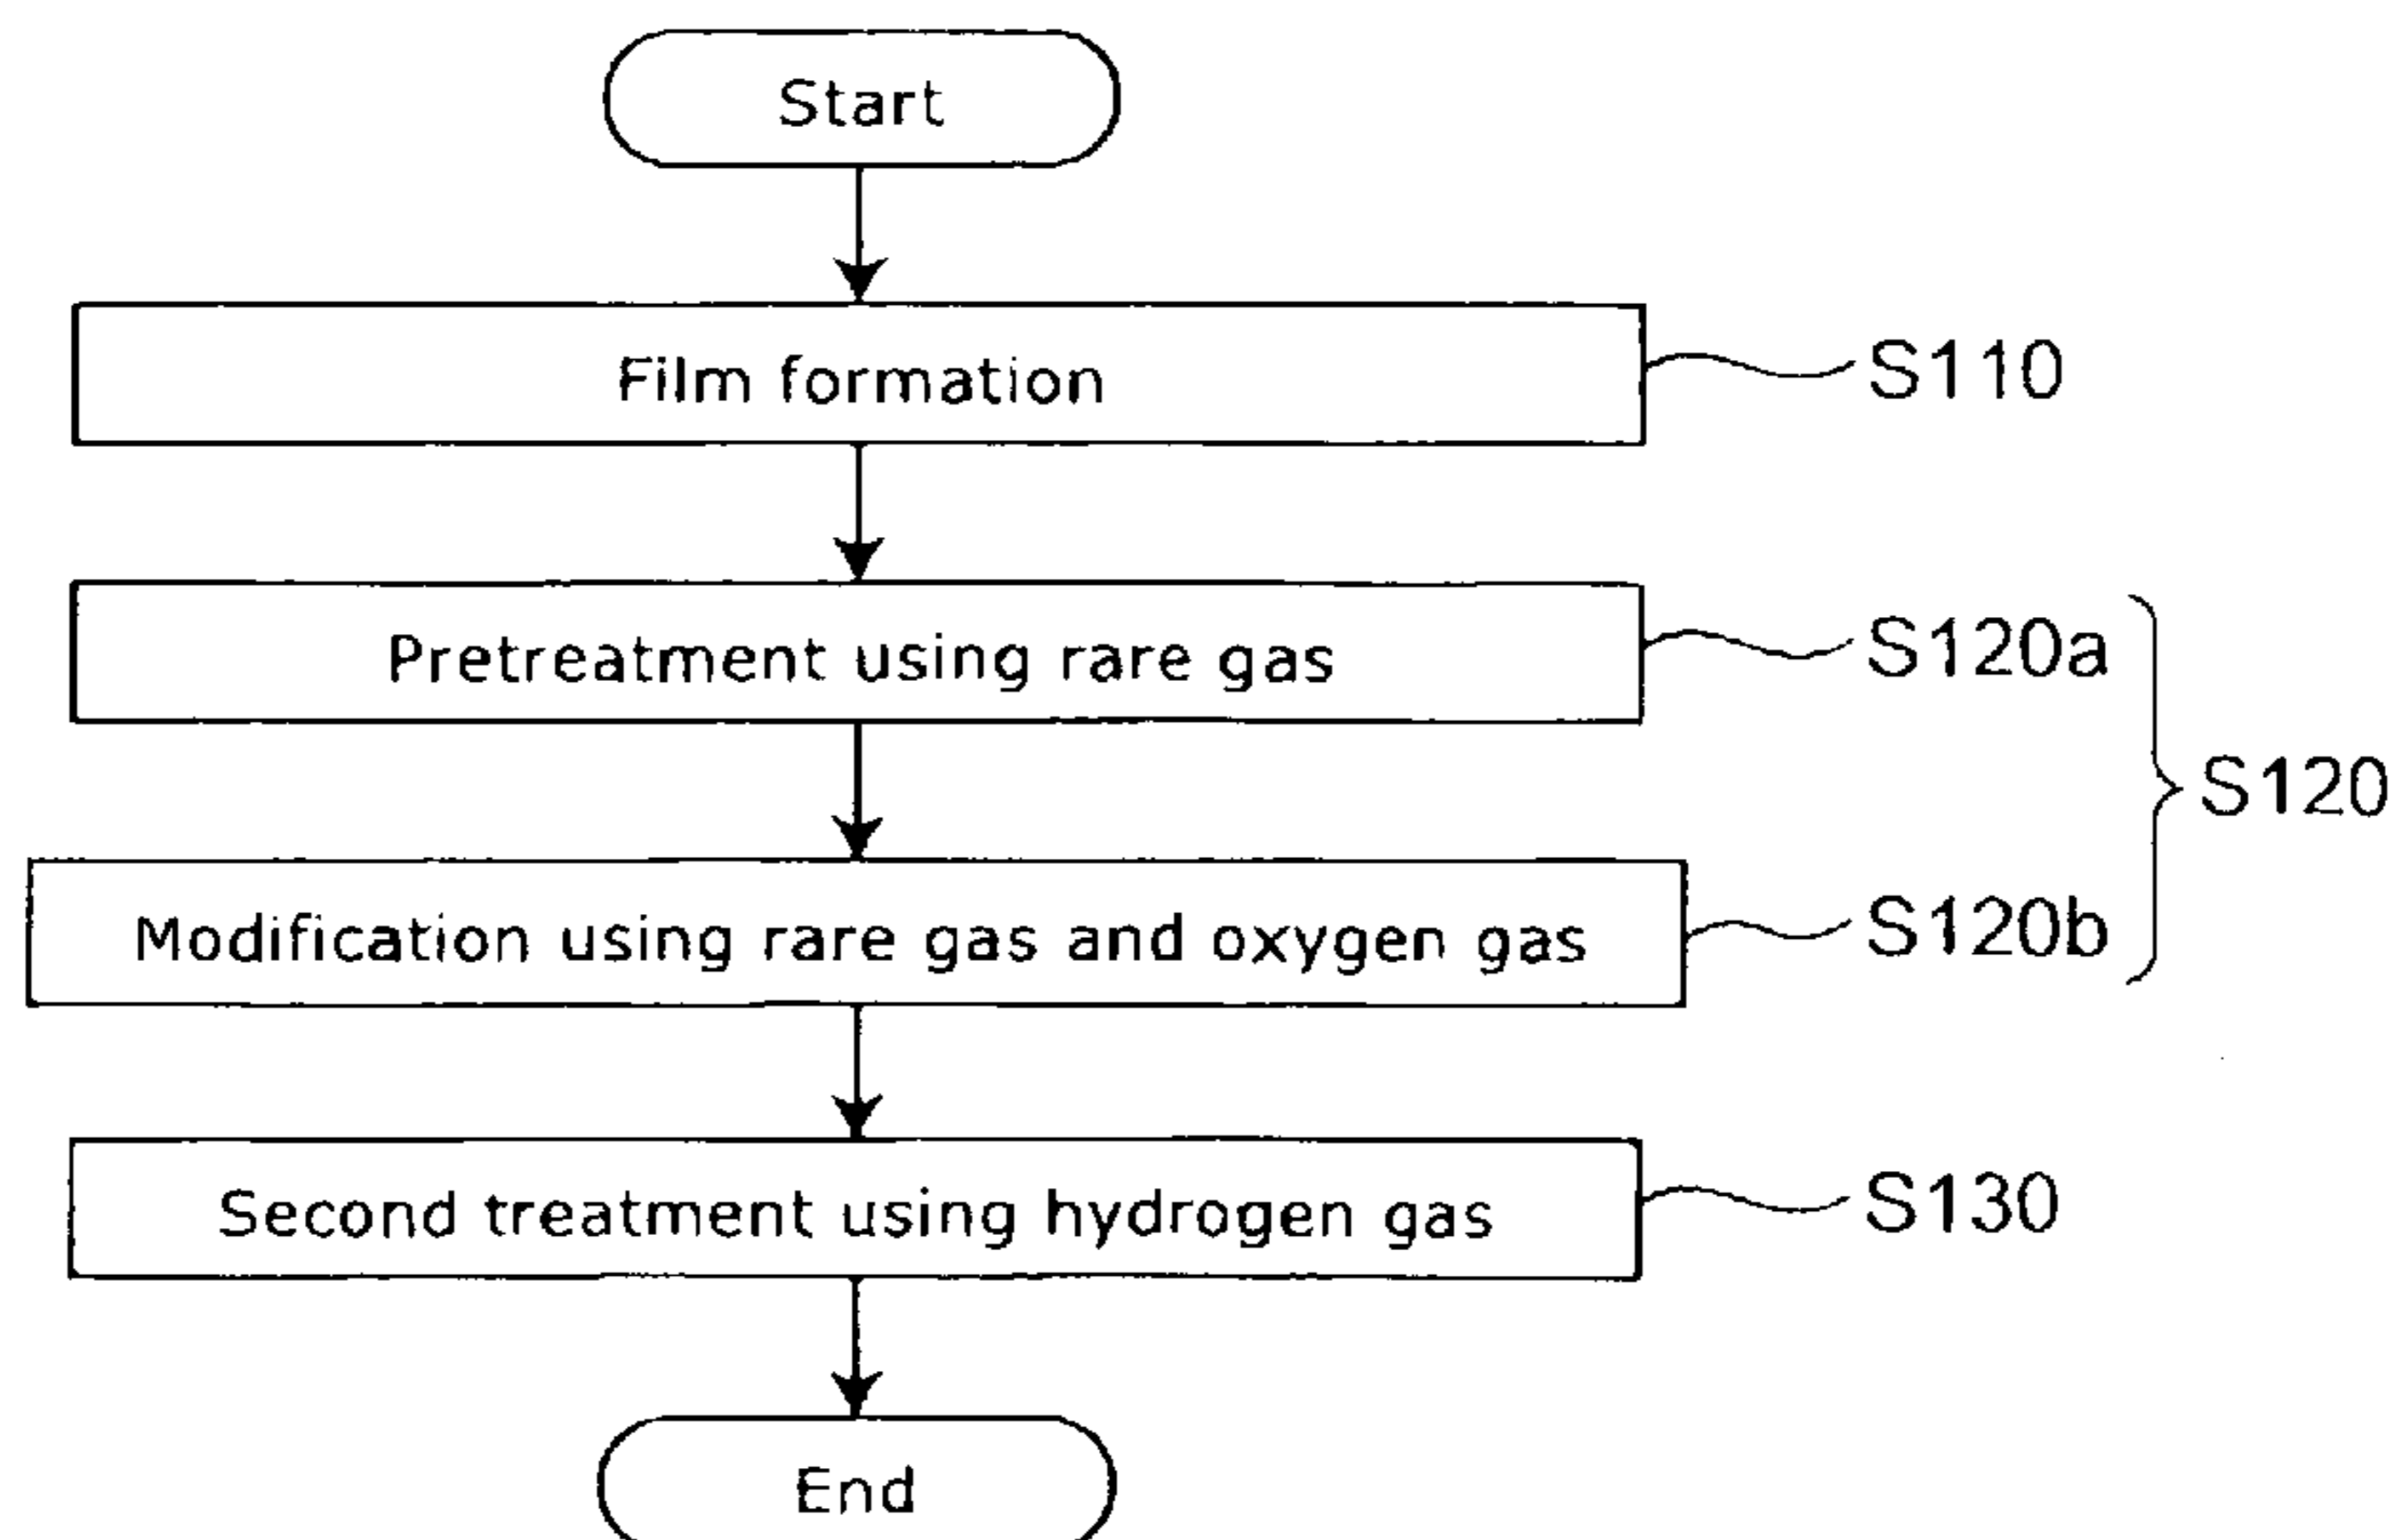 Start
Film formation
S110
Pretreatment using rare gas
S120a
S120
Modification using rare gas and oxygen gas
S120b
Second treatment using hydrogen gas
S130
End